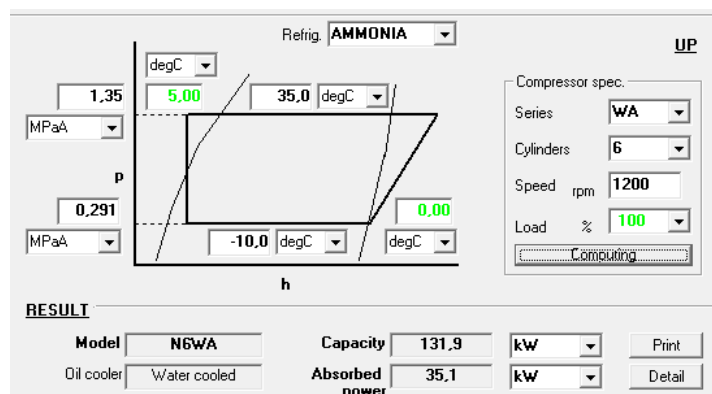 Refrig. AMMONIA
UP
degC
Compressor spec.
1,35 5,00 35,0 degC
Series WA
MPaA
Cylinders 6
p
Speed rpm 1200
0,291 0,00
Load % 100
MPaA -10,0 degC degC
Computing
h
RESULT
Model N6WA Capacity 131,9 kW Print
Oil cooler Water cooled Absorbed power 35,1 kW Detail